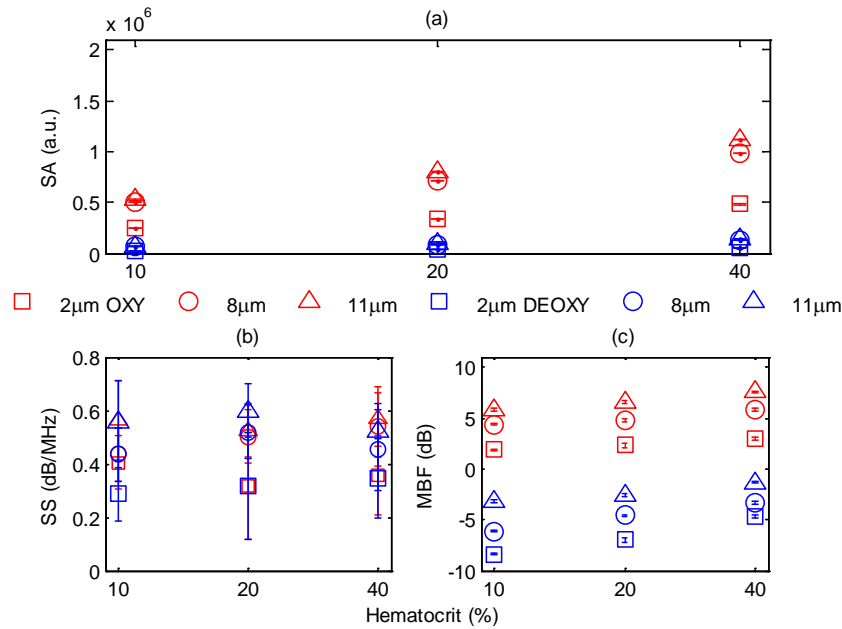 (a)
x 10^6
2
1.5
1
0.5
0
SA (a.u.)
10 20 40
2μm OXY 8μm 11μm 2μm DEOXY 8μm 11μm
(b)
0.8
0.6
0.4
0.2
0
SS (dB/MHz)
10 20 40
(c)
10
5
0
-5
-10
MBF (dB)
10 20 40
Hematocrit (%)